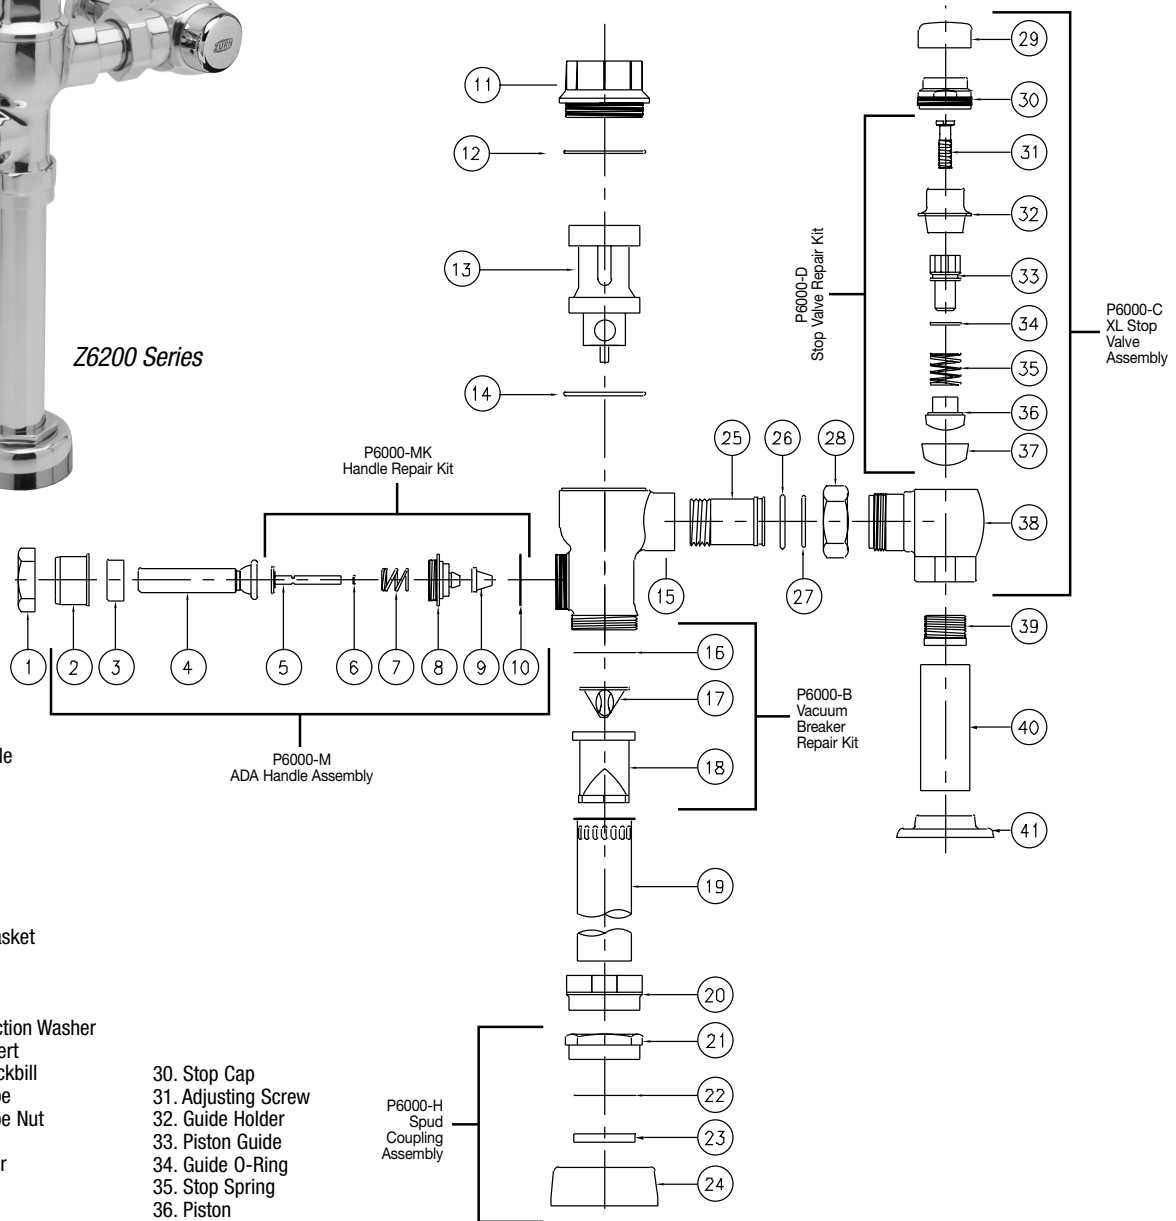 ZURN
Z6200 Series
11
12
13
14
15
P6000-MK
Handle Repair Kit
1
2
3
4
5
6
7
8
9
10
P6000-M
ADA Handle Assembly
16
17
18
P6000-B
Vacuum
Breaker
Repair Kit
19
20
21
22
23
24
P6000-H
Spud
Coupling
Assembly
25
26
27
28
29
30
31
32
33
34
35
36
37
38
39
40
41
P6000-D
Stop Valve Repair Kit
P6000-C
XL Stop
Valve
Assembly
30. Stop Cap
31. Adjusting Screw
32. Guide Holder
33. Piston Guide
34. Guide O-Ring
35. Stop Spring
36. Piston